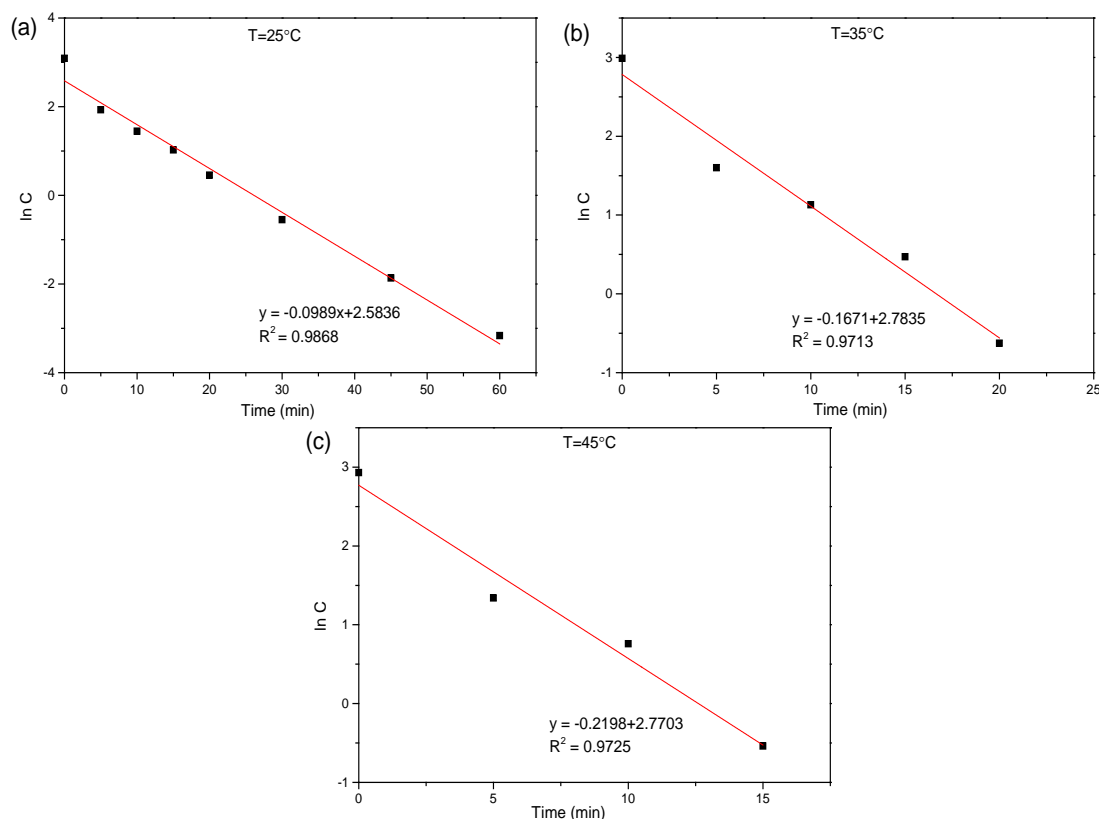 (a)
T=25°C
4
2
0
-2
-4
ln C
y = -0.0989x+2.5836
R² = 0.9868
0 10 20 30 40 50 60
Time (min)
(b)
T=35°C
3
2
1
0
-1
ln C
y = -0.1671+2.7835
R² = 0.9713
0 5 10 15 20 25
Time (min)
(c)
T=45°C
3
2
1
0
-1
ln C
y = -0.2198+2.7703
R² = 0.9725
0 5 10 15
Time (min)